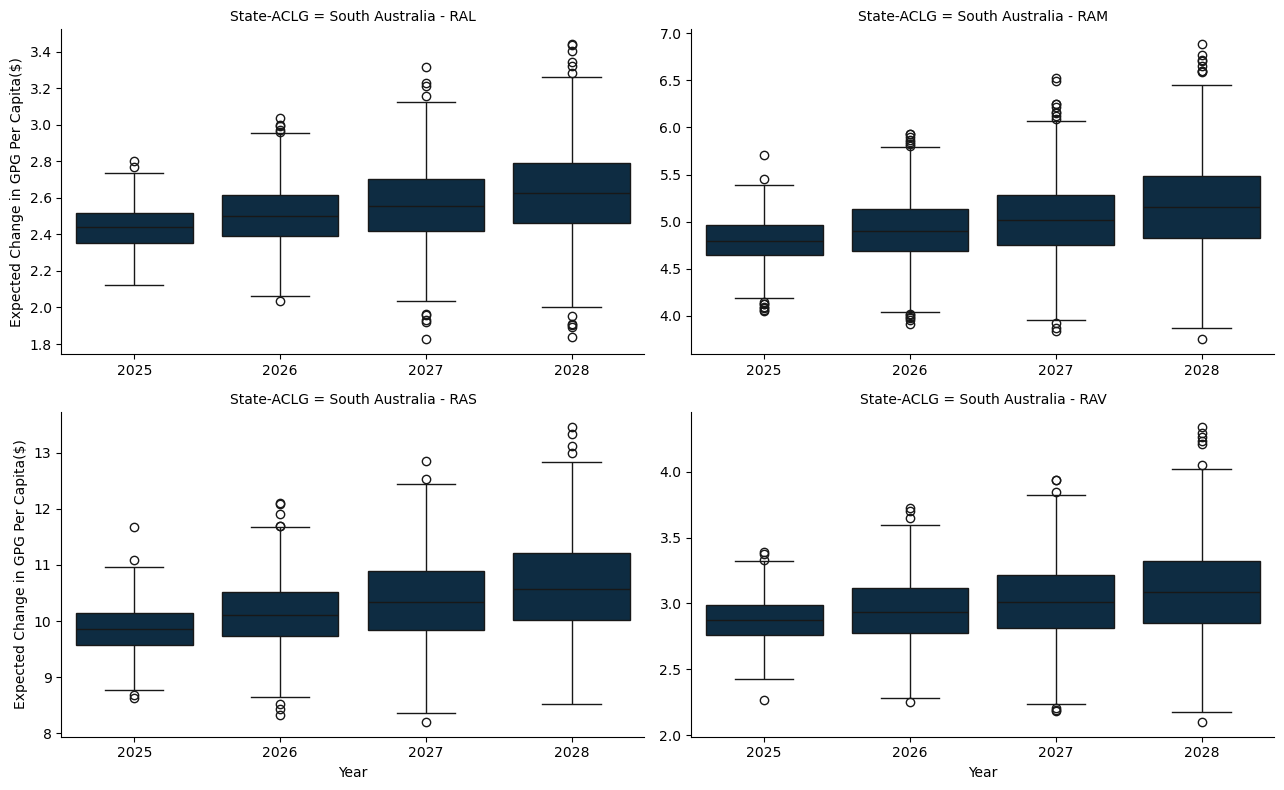 State-ACLG = South Australia - RAL
Expected Change in GPG Per Capita($)
3.4
3.2
3.0
2.8
2.6
2.4
2.2
2.0
1.8
2025 2026 2027 2028
State-ACLG = South Australia - RAM
7.0
6.5
6.0
5.5
5.0
4.5
4.0
2025 2026 2027 2028
State-ACLG = South Australia - RAS
Expected Change in GPG Per Capita($)
13
12
11
10
9
8
2025 2026 2027 2028
Year
State-ACLG = South Australia - RAV
4.0
3.5
3.0
2.5
2.0
2025 2026 2027 2028
Year